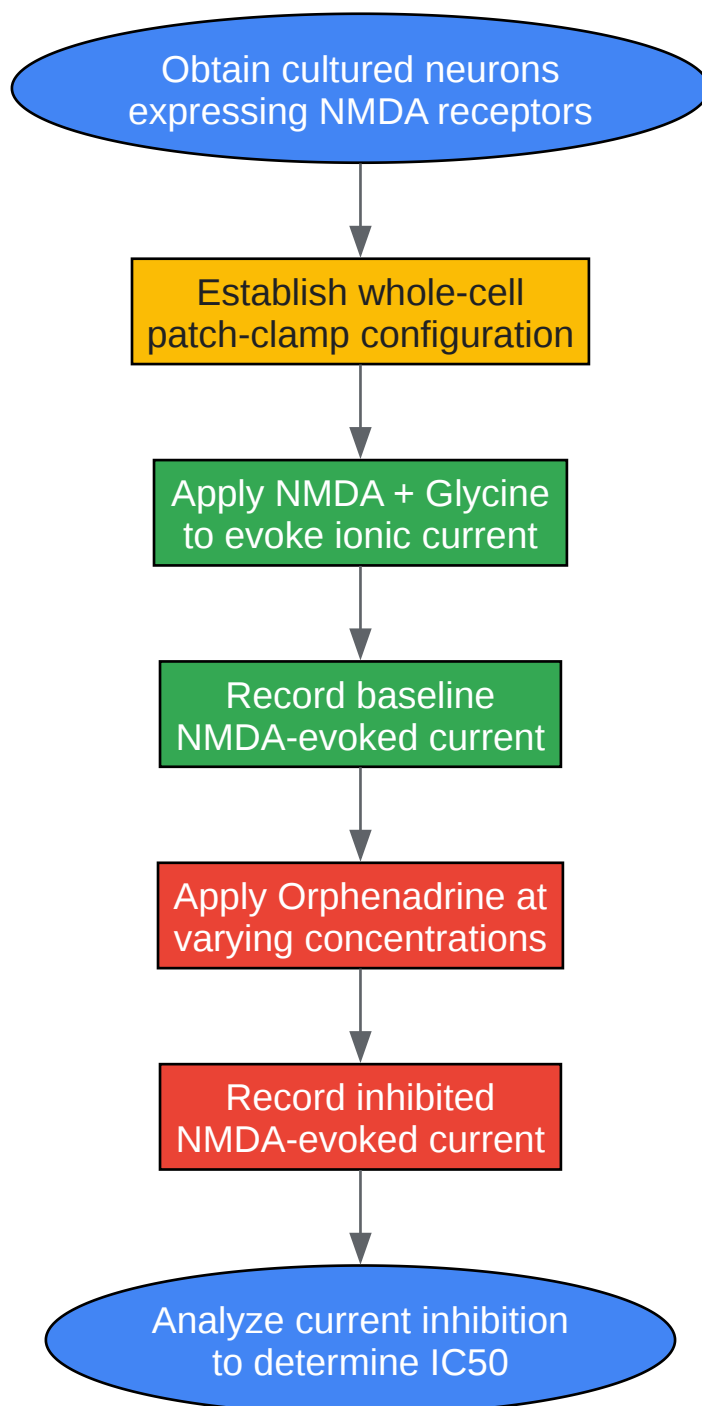 Obtain cultured neurons
expressing NMDA receptors
Establish whole-cell
patch-clamp configuration
Apply NMDA + Glycine
to evoke ionic current
Record baseline
NMDA-evoked current
Apply Orphenadrine at
varying concentrations
Record inhibited
NMDA-evoked current
Analyze current inhibition
to determine IC50